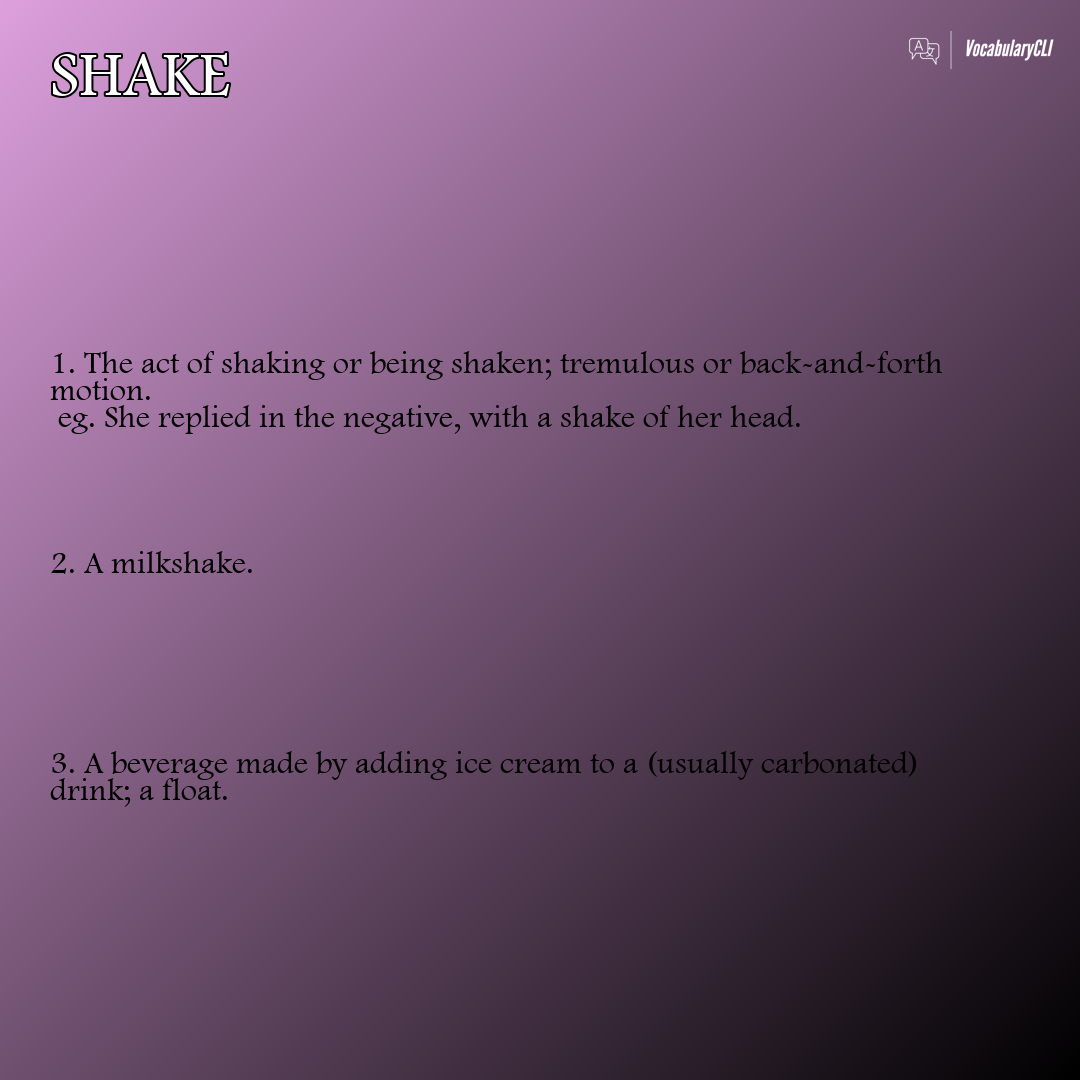 SHAKE
VocabularyCLI
1. The act of shaking or being shaken; tremulous or back-and-forth
motion.
eg. She replied in the negative, with a shake of her head.
2. A milkshake.
3. A beverage made by adding ice cream to a (usually carbonated)
drink; a float.